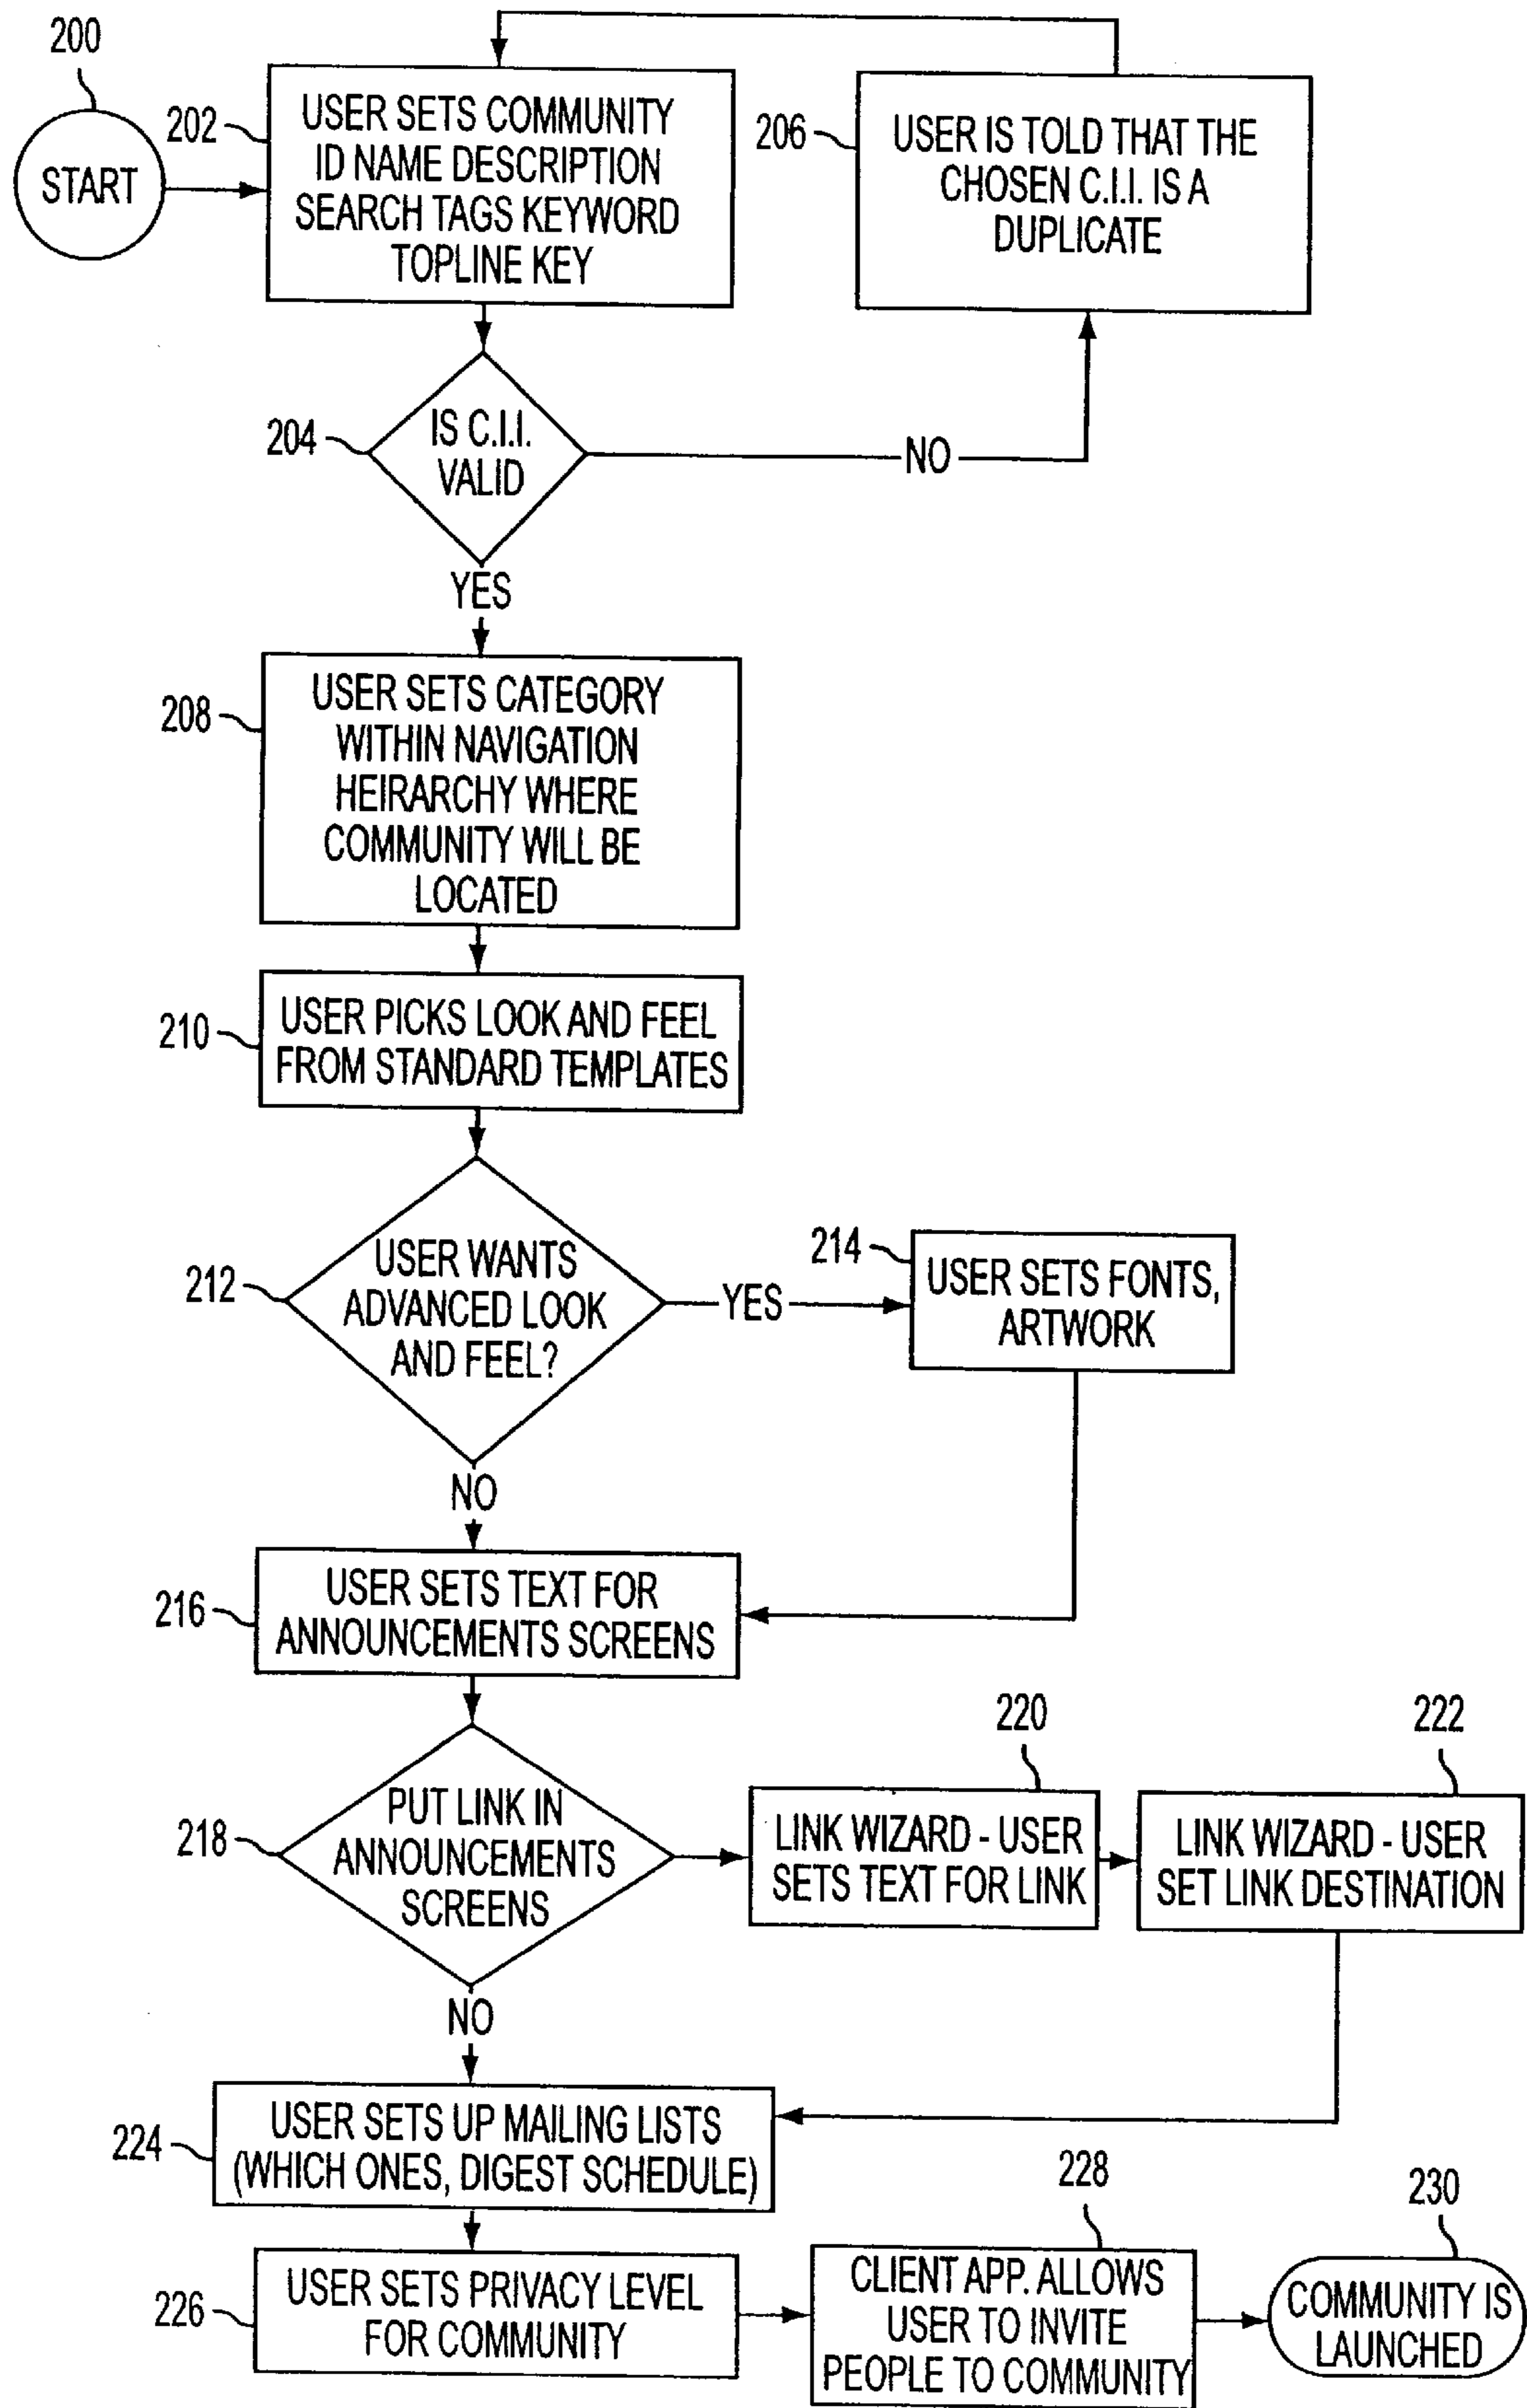 200
START
202
USER SETS COMMUNITY
ID NAME DESCRIPTION
SEARCH TAGS KEYWORD
TOPLINE KEY
206
USER IS TOLD THAT THE
CHOSEN C.I.I. IS A
DUPLICATE
204
IS C.I.I.
VALID
NO
YES
208
USER SETS CATEGORY
WITHIN NAVIGATION
HEIRARCHY WHERE
COMMUNITY WILL BE
LOCATED
210
USER PICKS LOOK AND FEEL
FROM STANDARD TEMPLATES
212
USER WANTS
ADVANCED LOOK
AND FEEL?
YES
214
USER SETS FONTS,
ARTWORK
NO
216
USER SETS TEXT FOR
ANNOUNCEMENTS SCREENS
218
PUT LINK IN
ANNOUNCEMENTS
SCREENS
220
LINK WIZARD - USER
SETS TEXT FOR LINK
222
LINK WIZARD - USER
SET LINK DESTINATION
NO
224
USER SETS UP MAILING LISTS
(WHICH ONES, DIGEST SCHEDULE)
226
USER SETS PRIVACY LEVEL
FOR COMMUNITY
228
CLIENT APP. ALLOWS
USER TO INVITE
PEOPLE TO COMMUNITY
230
COMMUNITY IS
LAUNCHED